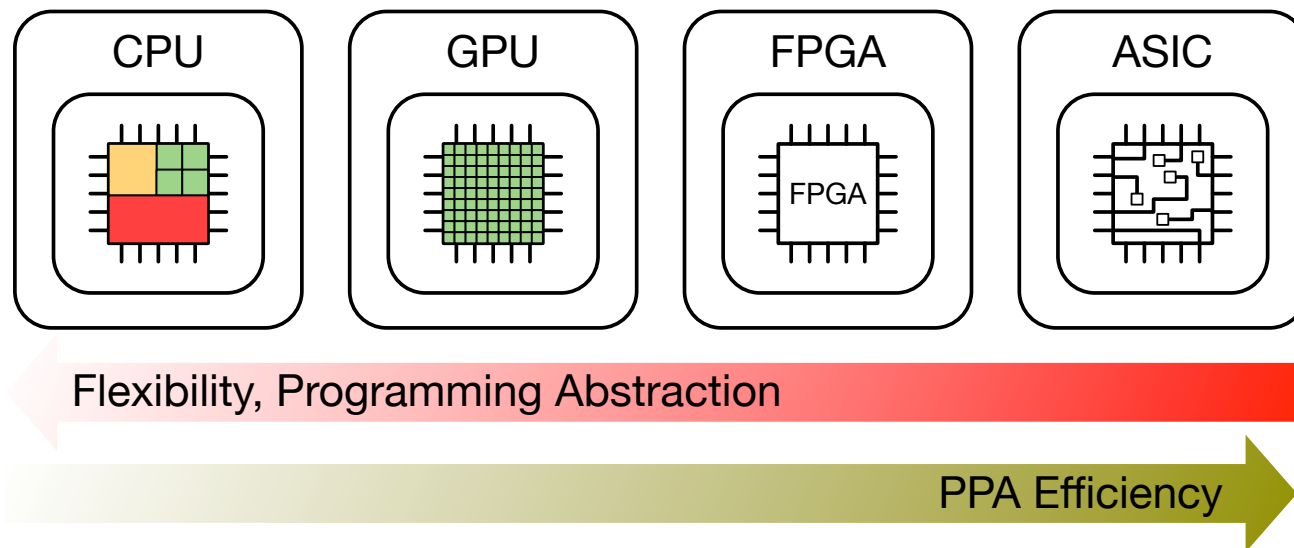 CPU
GPU
FPGA
ASIC
FPGA
Flexibility, Programming Abstraction
PPA Efficiency